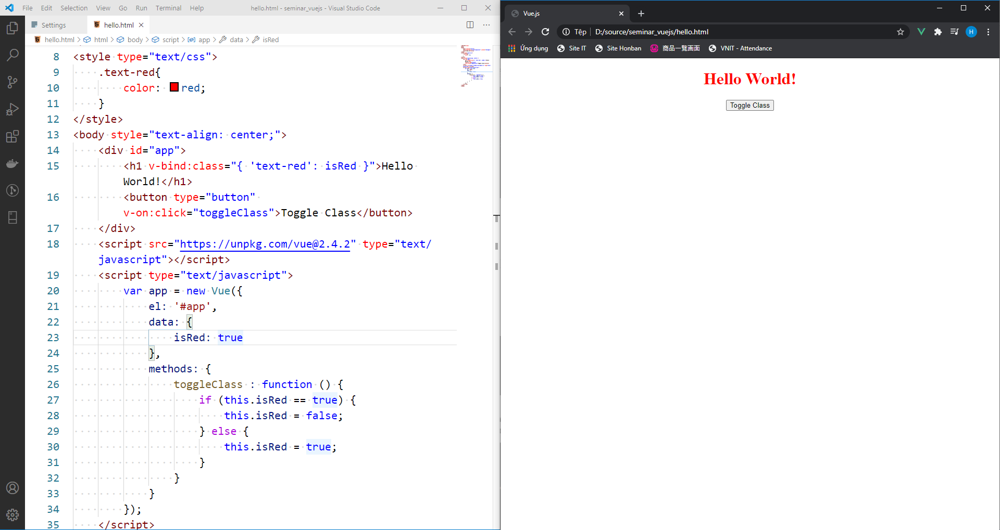 File Edit Selection View Go Run Terminal Help hello.html - seminar_vuejs - Visual Studio Code
Settings hello.html
hello.html > html > body > script > app > data > isRed
8 <style type="text/css">
9 .text-red{
10 color: red;
11 }
12 </style>
13 <body style="text-align: center;">
14 <div id="app">
15 <h1 v-bind:class="{ 'text-red': isRed }">Hello
World!</h1>
16 <button type="button"
v-on:click="toggleClass">Toggle Class</button>
17 </div>
18 <script src="https://unpkg.com/vue@2.4.2" type="text/
javascript"></script>
19 <script type="text/javascript">
20 var app = new Vue({
21 el: '#app',
22 data: {
23 isRed: true
24 },
25 methods: {
26 toggleClass : function () {
27 if (this.isRed == true) {
28 this.isRed = false;
29 } else {
30 this.isRed = true;
31 }
32 }
33 }
34 });
35 </script>
Vue.js
Tệp D:/source/seminar_vuejs/hello.html
H
Ứng dụng Site IT Site Honban 商品一覧画面 VNIT - Attendance
Hello World!
Toggle Class